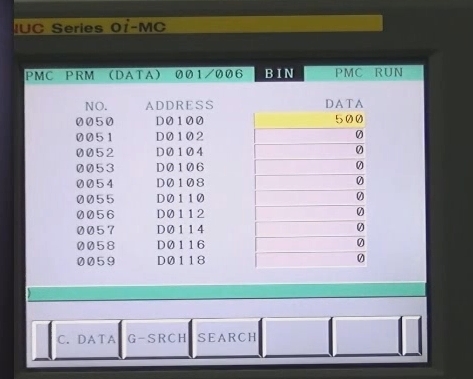 NUC Series 0i-MC
PMC PRM (DATA) 001/006 BIN PMC RUN
NO. ADDRESS DATA
0050 D0100 500
0051 D0102 0
0052 D0104 0
0053 D0106 0
0054 D0108 0
0055 D0110 0
0056 D0112 0
0057 D0114 0
0058 D0116 0
0059 D0118 0
)
C. DATA G-SRCH SEARCH